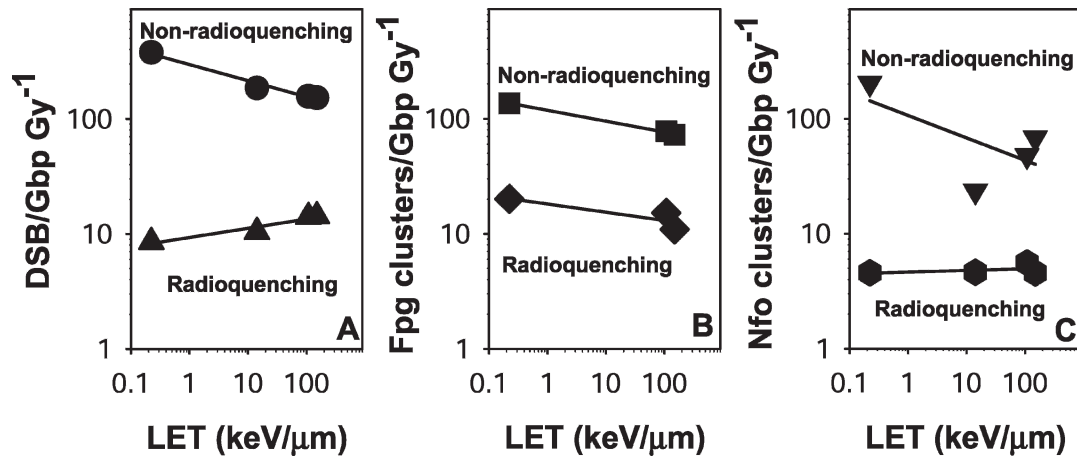 DSB/Gbp Gy-1
100
10
1
Non-radioquenching
Radioquenching
A
0.1 1 10 100
LET (keV/μm)
Fpg clusters/Gbp Gy-1
100
10
1
Non-radioquenching
Radioquenching
B
0.1 1 10 100
LET (keV/μm)
Nfo clusters/Gbp Gy-1
100
10
1
Non-radioquenching
Radioquenching
C
0.1 1 10 100
LET (keV/μm)